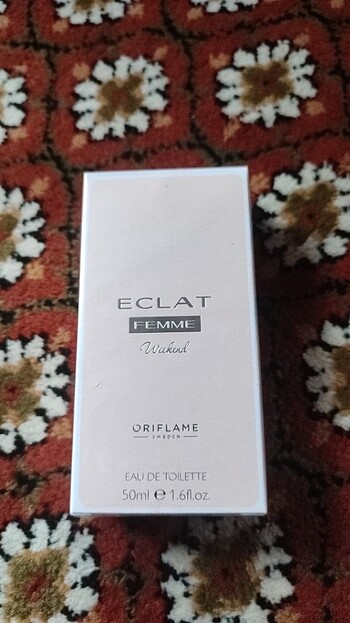 ECLAT
FEMME
Weekend
ORIFLAME
SWEDEN
EAU DE TOILETTE
50ml ℮ 1.6fl.oz.